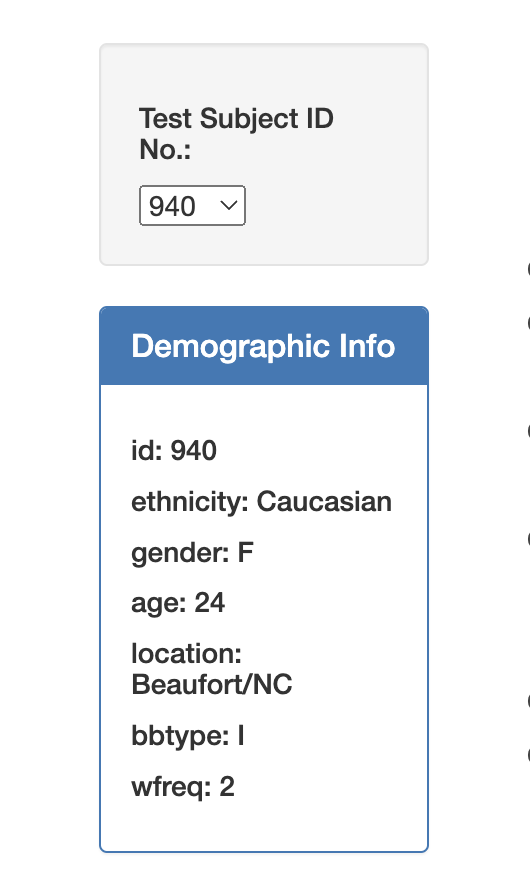 Test Subject ID
No.:
940
Demographic Info
id: 940
ethnicity: Caucasian
gender: F
age: 24
location:
Beaufort/NC
bbtype: I
wfreq: 2